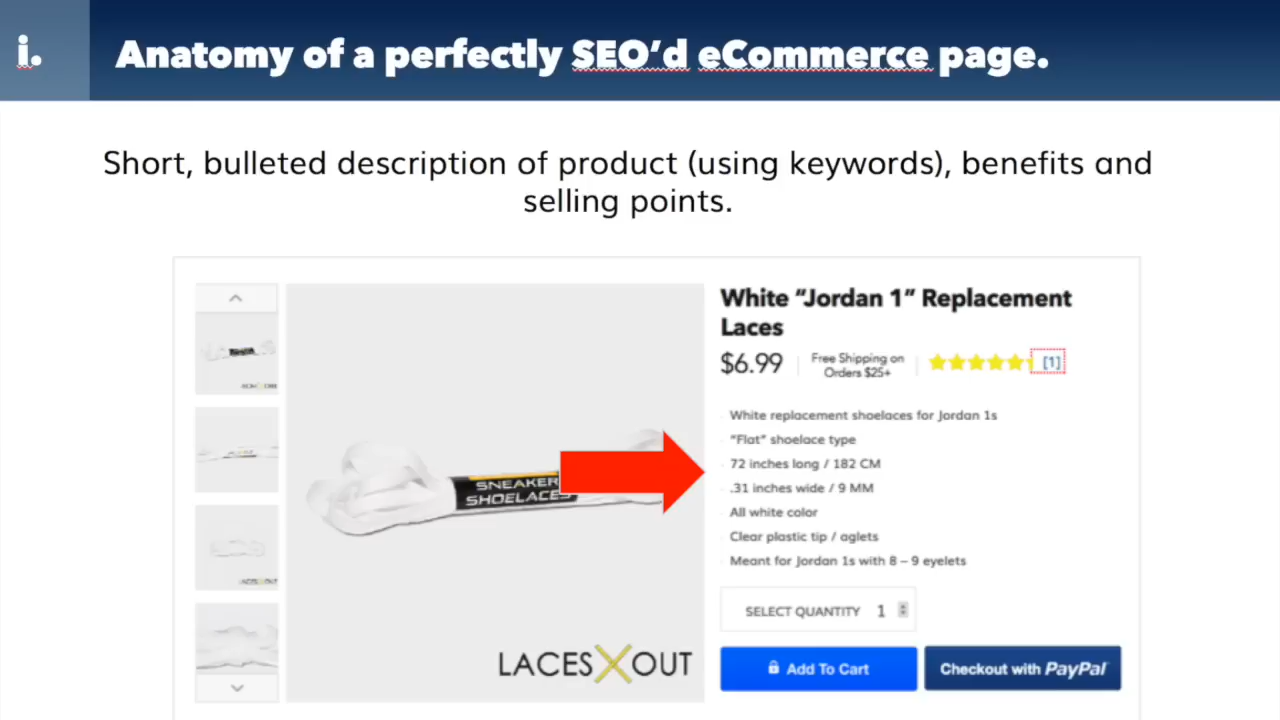 i.
Anatomy of a perfectly SEO'd eCommerce page.
Short, bulleted description of product (using keywords), benefits and
selling points.
White “Jordan 1” Replacement
Laces
$6.99
Free Shipping on
Orders $25+
[1]
White replacement shoelaces for Jordan 1s
“Flat” shoelace type
72 inches long / 182 CM
.31 inches wide / 9 MM
All white color
Clear plastic tip / aglets
Meant for Jordan 1s with 8 – 9 eyelets
SELECT QUANTITY 1
Add To Cart
Checkout with PayPal
SNEAKER
SHOELACES
LACES OUT